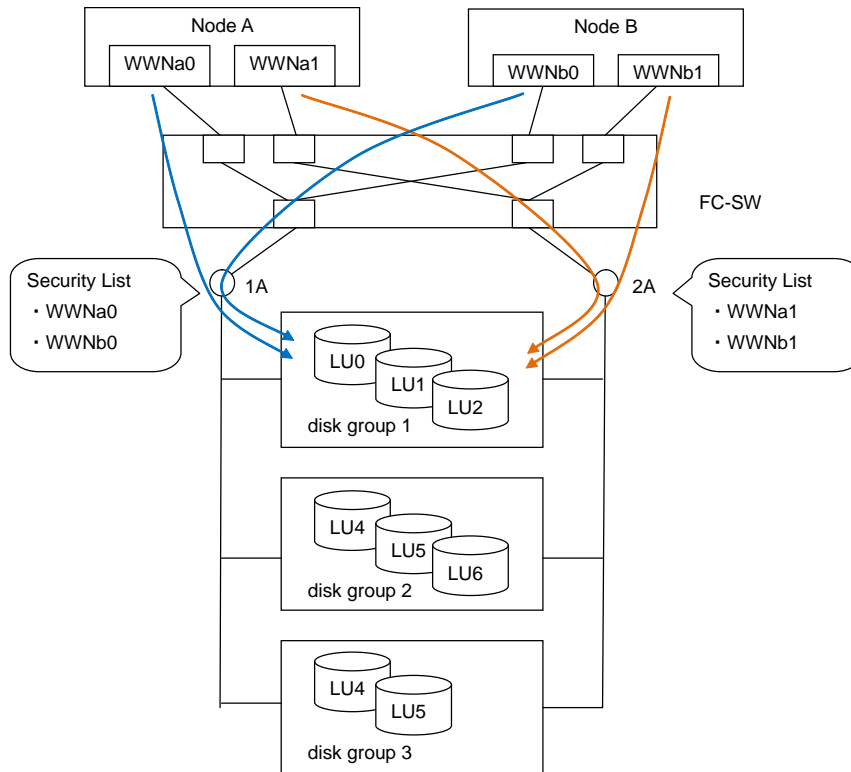 Node A
Node B
WWNa0
WWNa1
WWNb0
WWNb1
FC-SW
Security List
・WWNa0
・WWNb0
1A
2A
Security List
・WWNa1
・WWNb1
LU0
LU1
LU2
disk group 1
LU4
LU5
LU6
disk group 2
LU4
LU5
disk group 3